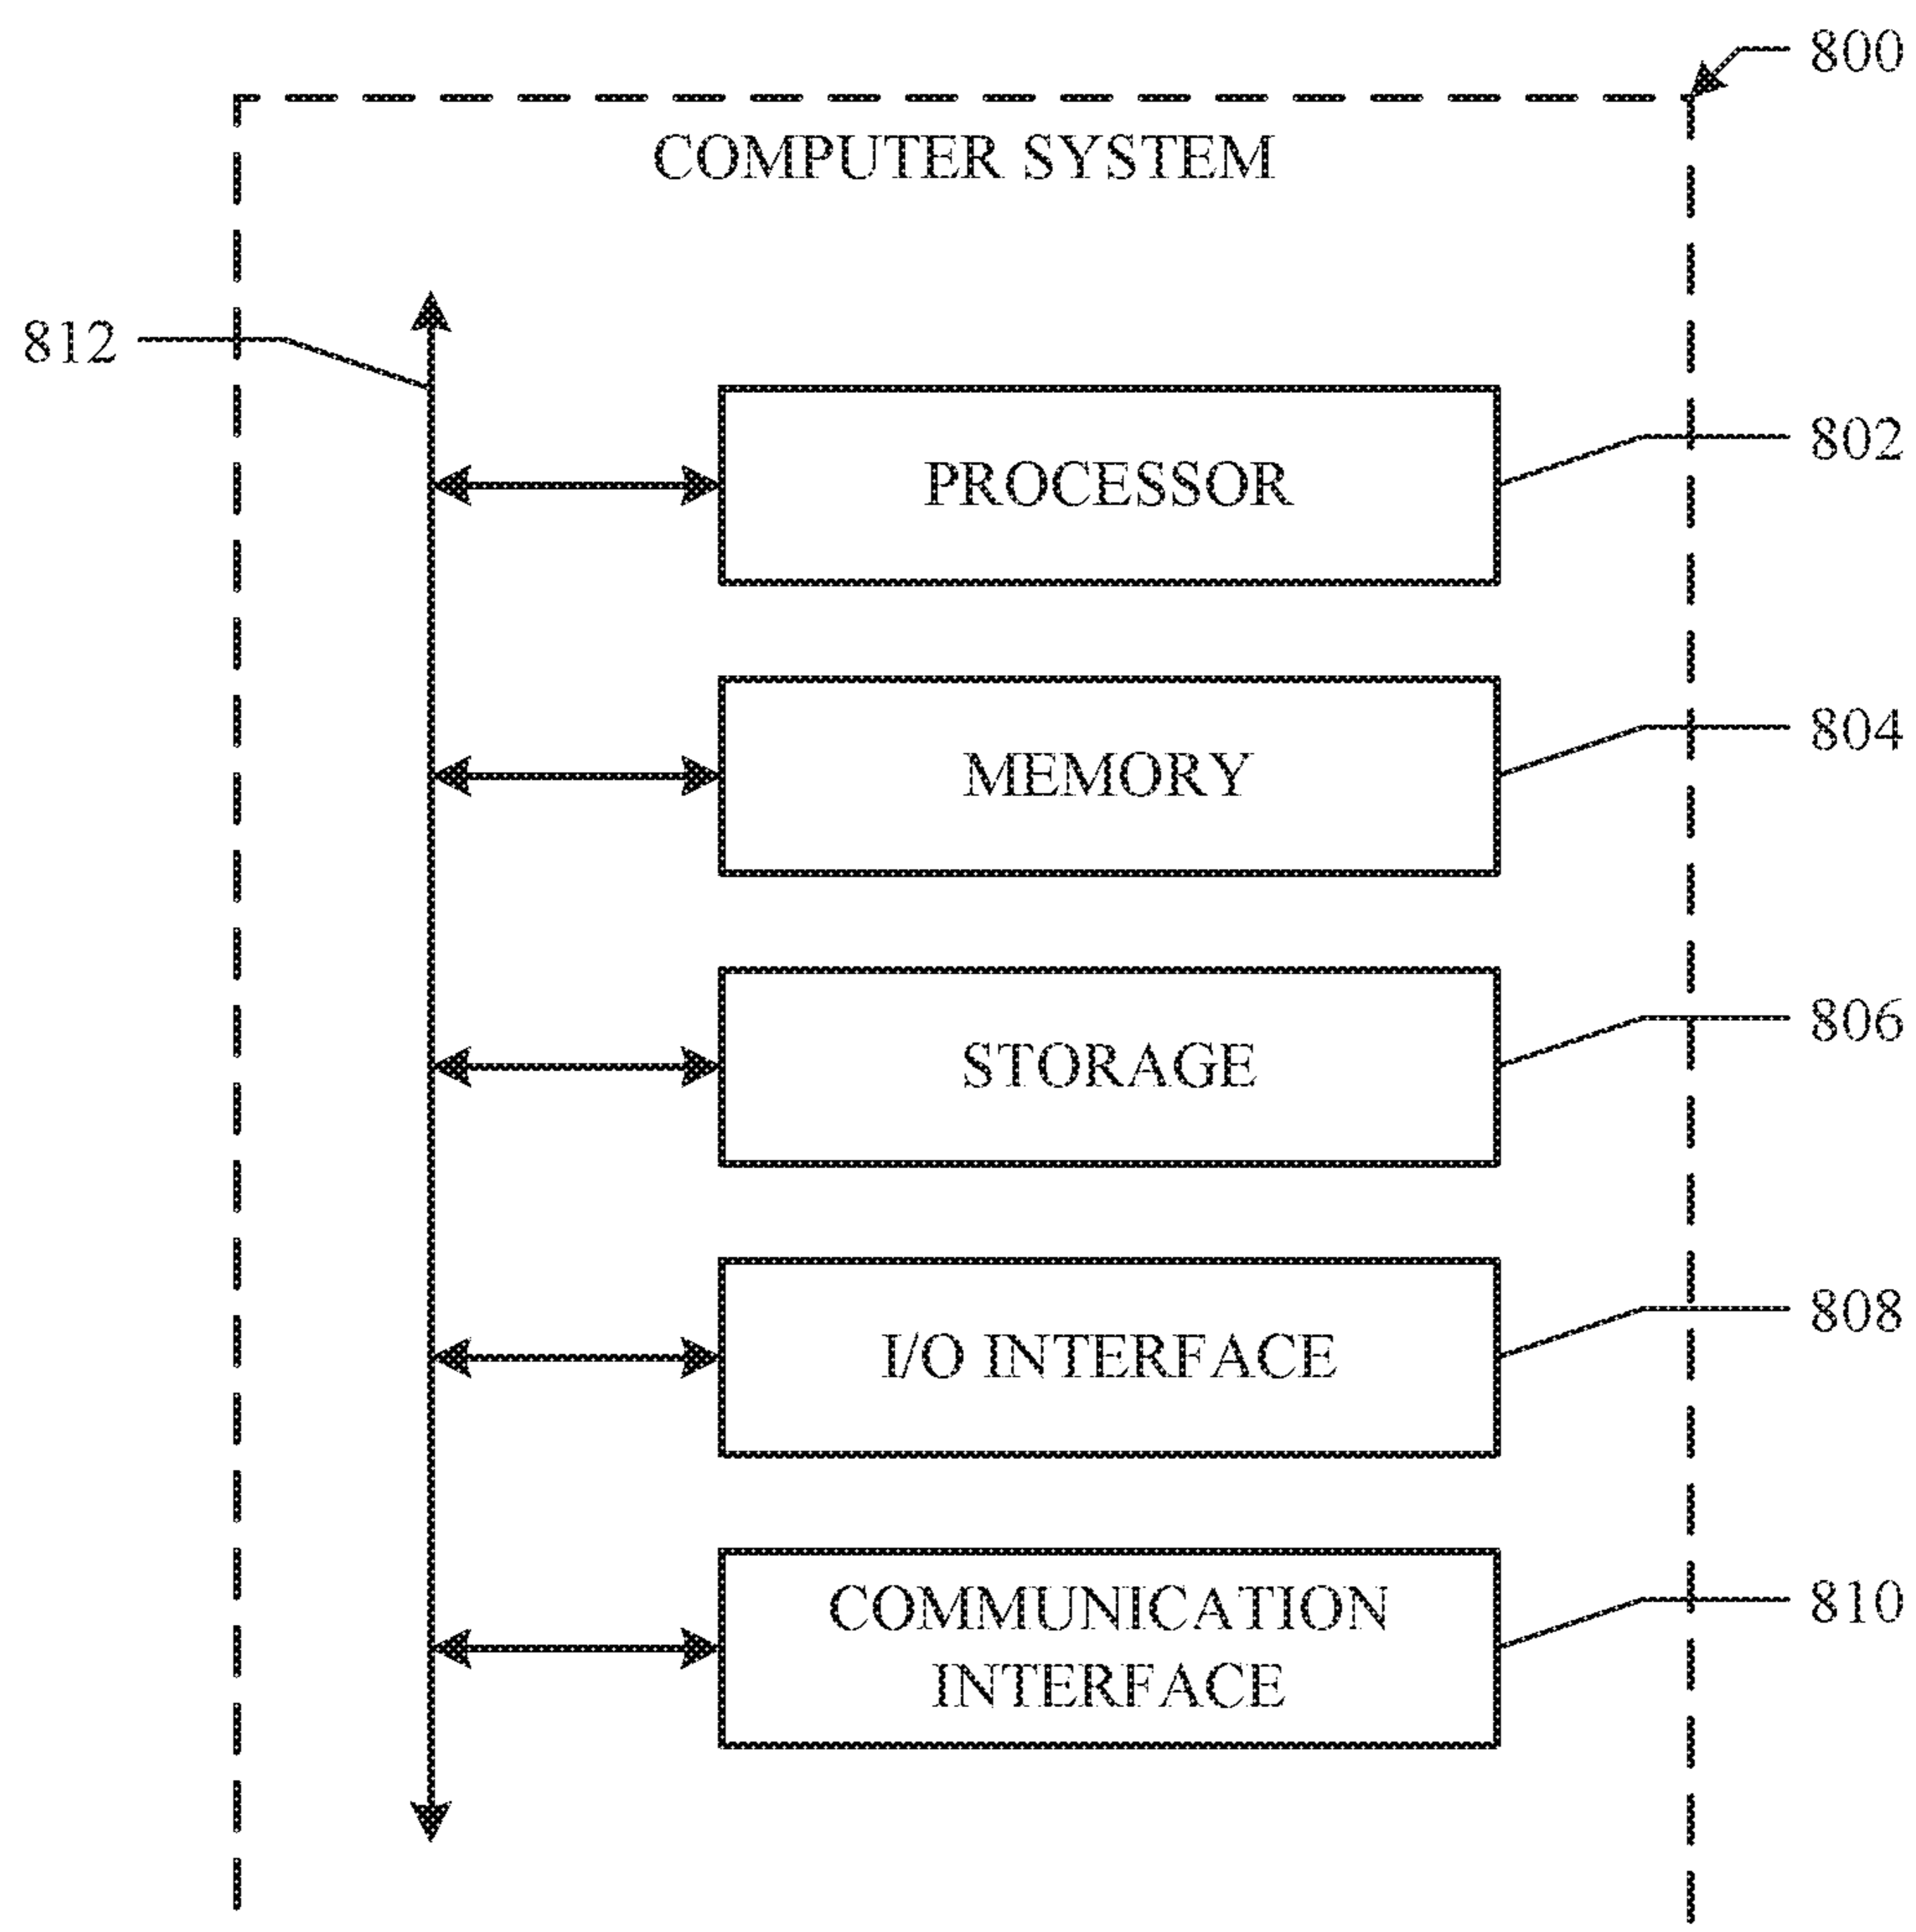 800
COMPUTER SYSTEM
812
PROCESSOR
802
MEMORY
804
STORAGE
806
I/O INTERFACE
808
COMMUNICATION
INTERFACE
810